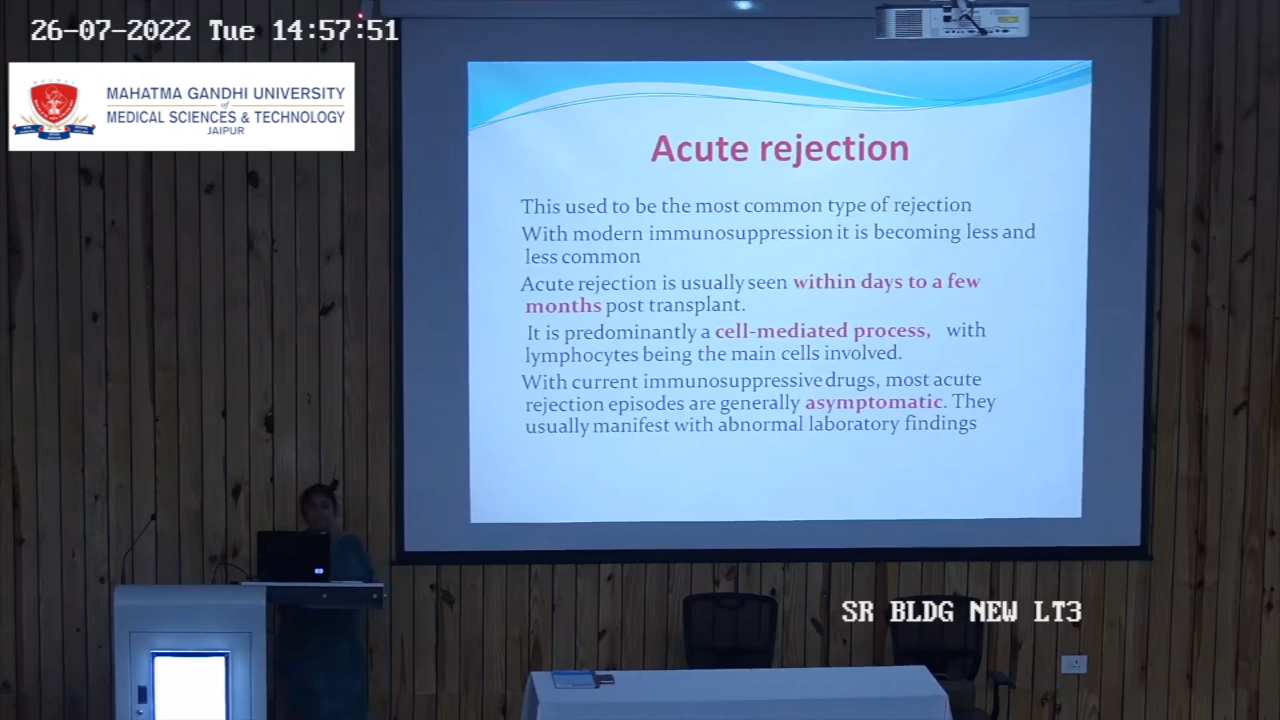 26-07-2022 Tue 14:57:51
MAHATMA GANDHI UNIVERSITY
of
MEDICAL SCIENCES & TECHNOLOGY
JAIPUR
Acute rejection
This used to be the most common type of rejection
With modern immunosuppression it is becoming less and
less common
Acute rejection is usually seen within days to a few
months post transplant.
It is predominantly a cell-mediated process, with
lymphocytes being the main cells involved.
With current immunosuppressive drugs, most acute
rejection episodes are generally asymptomatic. They
usually manifest with abnormal laboratory findings
SR BLDG NEW LT3